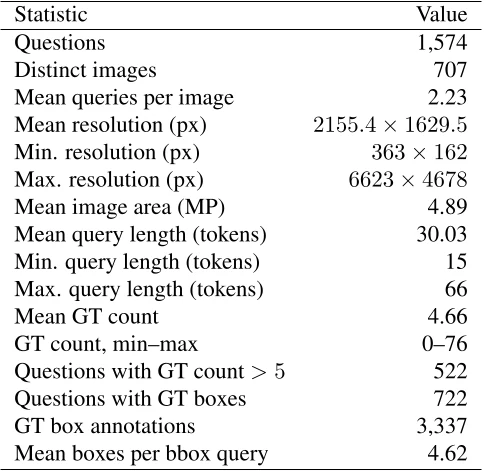 Statistic Value
Questions 1,574
Distinct images 707
Mean queries per image 2.23
Mean resolution (px) 2155.4 × 1629.5
Min. resolution (px) 363 × 162
Max. resolution (px) 6623 × 4678
Mean image area (MP) 4.89
Mean query length (tokens) 30.03
Min. query length (tokens) 15
Max. query length (tokens) 66
Mean GT count 4.66
GT count, min–max 0–76
Questions with GT count > 5 522
Questions with GT boxes 722
GT box annotations 3,337
Mean boxes per bbox query 4.62